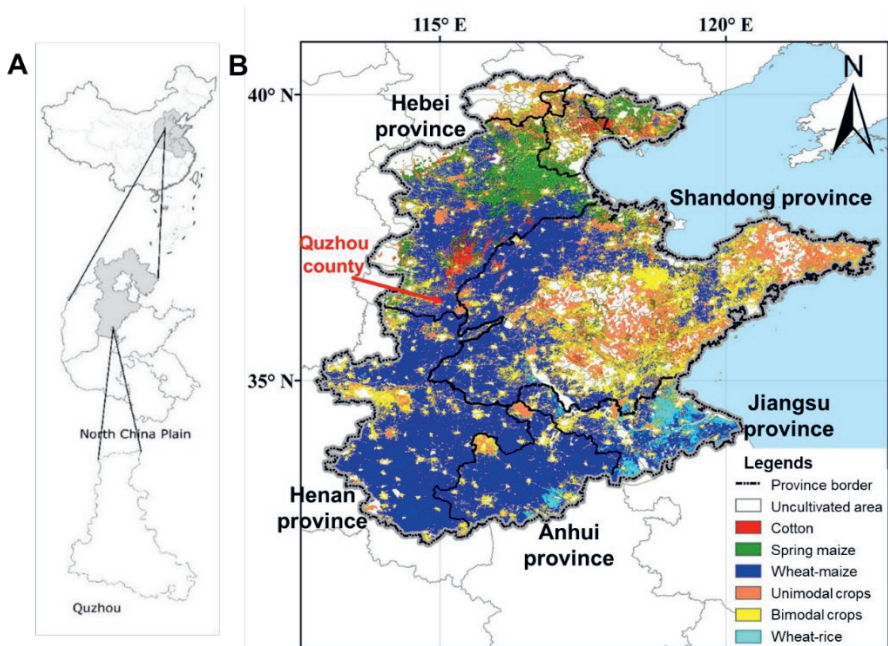 A
North China Plain
Quzhou
B
115° E
120° E
N
40° N
Hebei
province
Shandong province
Quzhou
county
35° N
Jiangsu
province
Henan
province
Anhui
province
Legends
Province border
Uncultivated area
Cotton
Spring maize
Wheat-maize
Unimodal crops
Bimodal crops
Wheat-rice